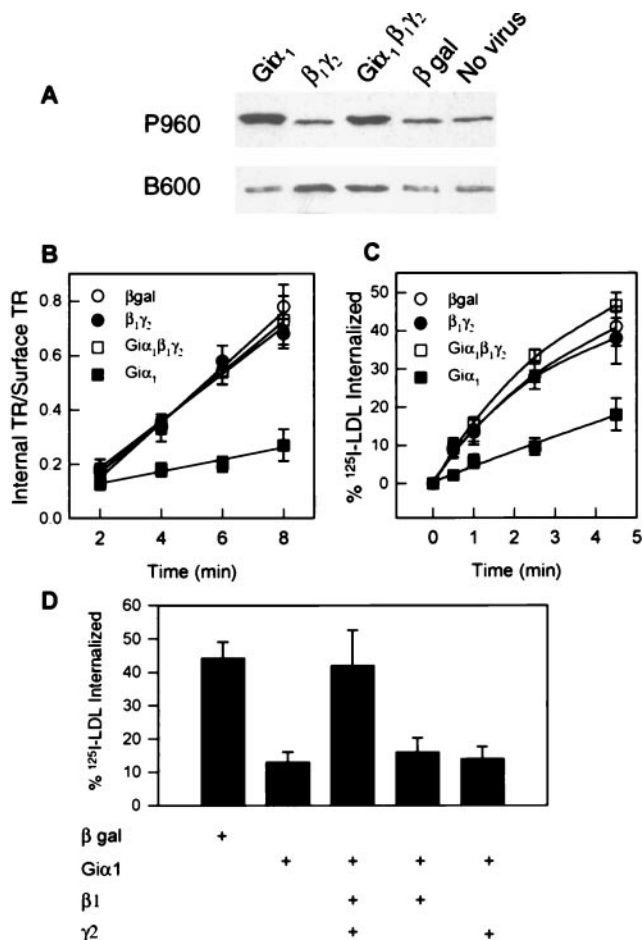 Giα₁ β₁γ₂ Giα₁β₁γ₂ β gal No virus
A
P960
B600
B
Internal TR/Surface TR
0.8
0.6
0.4
0.2
0.0
βgal
β₁γ₂
Giα₁β₁γ₂
Giα₁
2 4 6 8
Time (min)
C
% ¹²⁵I-LDL Internalized
50
40
30
20
10
0
βgal
β₁γ₂
Giα₁β₁γ₂
Giα₁
0 1 2 3 4 5
Time (min)
D
% ¹²⁵I-LDL Internalized
60
50
40
30
20
10
0
β gal +
Giα1 + + + +
β1 + +
γ2 + +